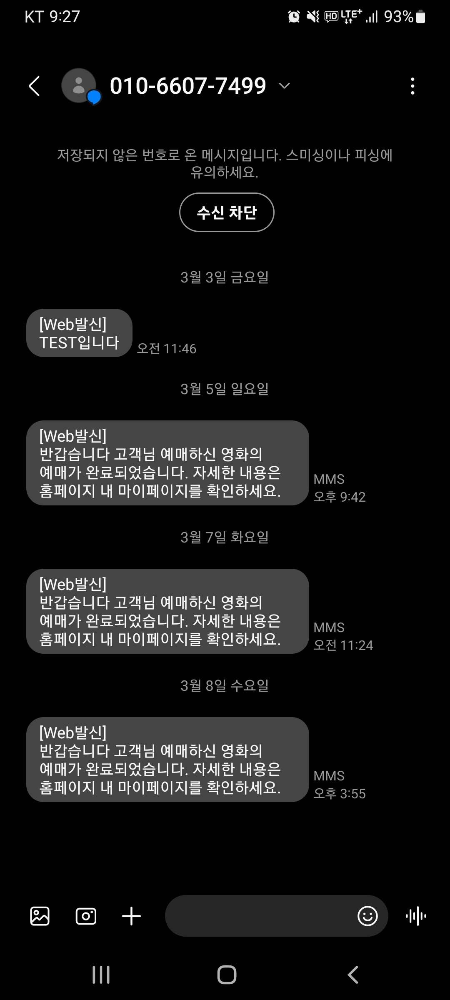 KT 9:27
HD LTE+ 93%
010-6607-7499
저장되지 않은 번호로 온 메시지입니다. 스미싱이나 피싱에
유의하세요.
수신 차단
3월 3일 금요일
[Web발신]
TEST입니다
오전 11:46
3월 5일 일요일
[Web발신]
반갑습니다 고객님 예매하신 영화의
예매가 완료되었습니다. 자세한 내용은
홈페이지 내 마이페이지를 확인하세요.
MMS
오후 9:42
3월 7일 화요일
[Web발신]
반갑습니다 고객님 예매하신 영화의
예매가 완료되었습니다. 자세한 내용은
홈페이지 내 마이페이지를 확인하세요.
MMS
오전 11:24
3월 8일 수요일
[Web발신]
반갑습니다 고객님 예매하신 영화의
예매가 완료되었습니다. 자세한 내용은
홈페이지 내 마이페이지를 확인하세요.
MMS
오후 3:55